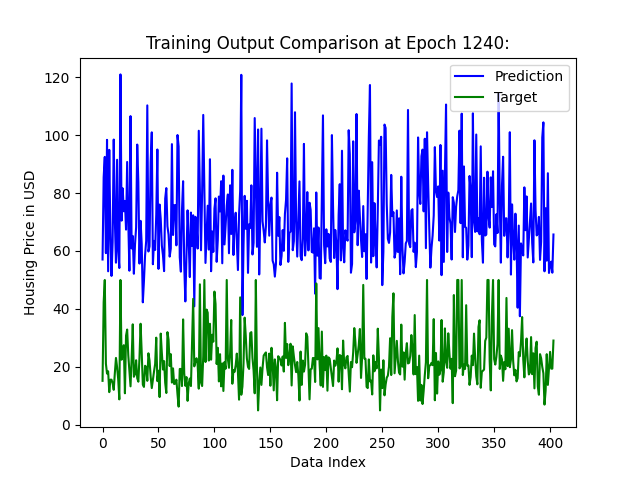 Training Output Comparison at Epoch 1240:
Prediction
Target
Housing Price in USD
120
100
80
60
40
20
0
0 50 100 150 200 250 300 350 400
Data Index